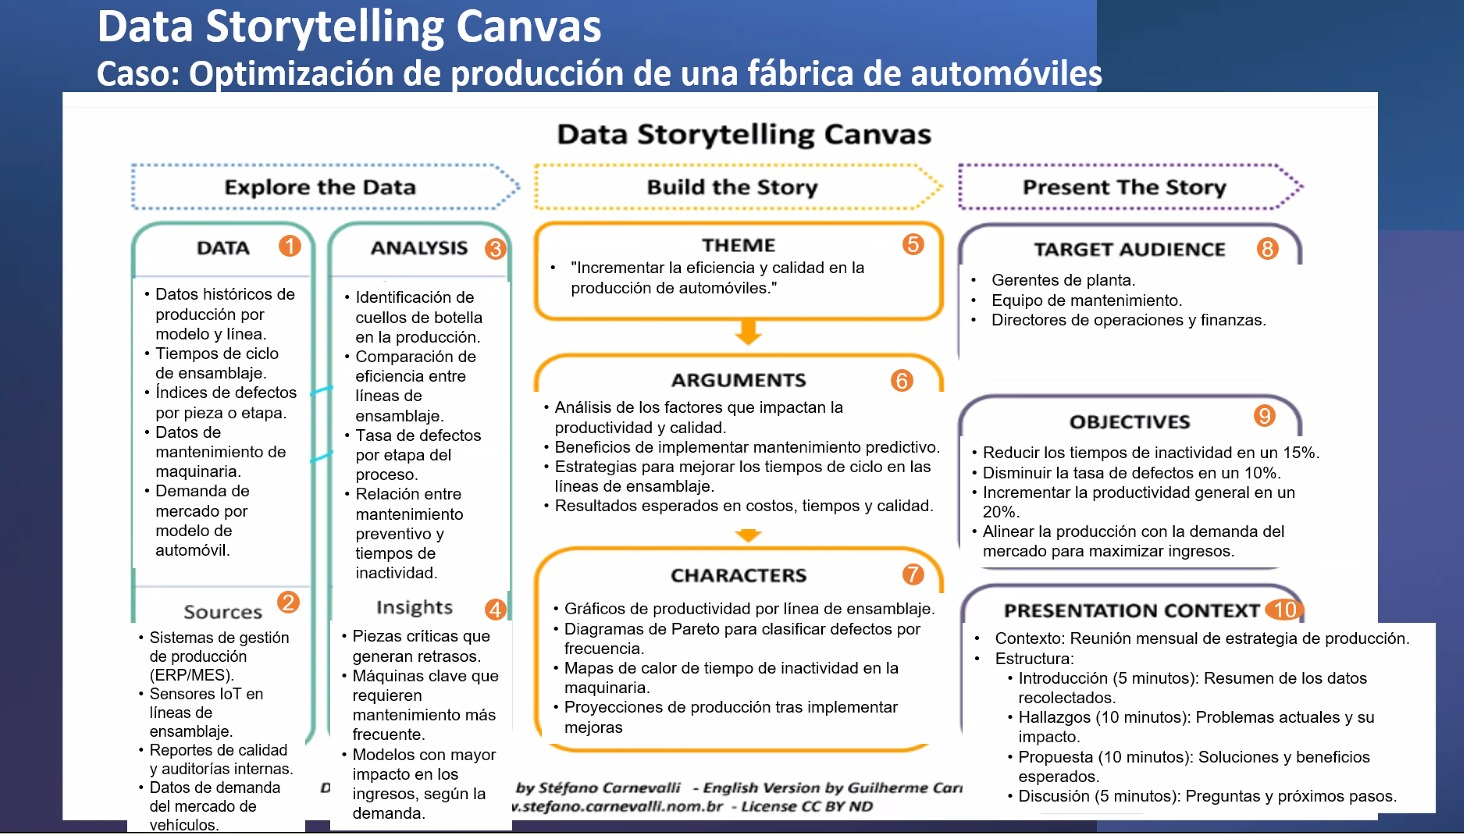 Data Storytelling Canvas
Caso: Optimización de producción de una fábrica de automóviles
Data Storytelling Canvas
Explore the Data
Build the Story
Present The Story
DATA 1
• Datos históricos de
producción por
modelo y línea.
• Tiempos de ciclo
de ensamblaje.
• Índices de defectos
por pieza o etapa.
• Datos de
mantenimiento de
maquinaria.
• Demanda de
mercado por
modelo de
automóvil.
Sources 2
• Sistemas de gestión
de producción
(ERP/MES).
• Sensores IoT en
líneas de
ensamblaje.
• Reportes de calidad
y auditorías internas.
• Datos de demanda
del mercado de
vehículos.
ANALYSIS 3
• Identificación de
cuellos de botella
en la producción.
• Comparación de
eficiencia entre
líneas de
ensamblaje.
• Tasa de defectos
por etapa del
proceso.
• Relación entre
mantenimiento
preventivo y
tiempos de
inactividad.
Insights 4
• Piezas críticas que
generan retrasos.
• Máquinas clave que
requieren
mantenimiento más
frecuente.
• Modelos con mayor
impacto en los
ingresos, según la
demanda.
THEME 5
• "Incrementar la eficiencia y calidad en la
producción de automóviles."
ARGUMENTS 6
• Análisis de los factores que impactan la
productividad y calidad.
• Beneficios de implementar mantenimiento predictivo.
• Estrategias para mejorar los tiempos de ciclo en las
líneas de ensamblaje.
• Resultados esperados en costos, tiempos y calidad.
CHARACTERS 7
• Gráficos de productividad por línea de ensamblaje.
• Diagramas de Pareto para clasificar defectos por
frecuencia.
• Mapas de calor de tiempo de inactividad en la
maquinaria.
• Proyecciones de producción tras implementar
mejoras
TARGET AUDIENCE 8
• Gerentes de planta.
• Equipo de mantenimiento.
• Directores de operaciones y finanzas.
OBJECTIVES 9
• Reducir los tiempos de inactividad en un 15%.
• Disminuir la tasa de defectos en un 10%.
• Incrementar la productividad general en un
20%.
• Alinear la producción con la demanda del
mercado para maximizar ingresos.
PRESENTATION CONTEXT 10
• Contexto: Reunión mensual de estrategia de producción.
• Estructura:
• Introducción (5 minutos): Resumen de los datos
recolectados.
• Hallazgos (10 minutos): Problemas actuales y su
impacto.
• Propuesta (10 minutos): Soluciones y beneficios
esperados.
• Discusión (5 minutos): Preguntas y próximos pasos.
by Stéfano Carnevalli - English Version by Guilherme
.stefano.carnevalli.nom.br - License CC BY ND